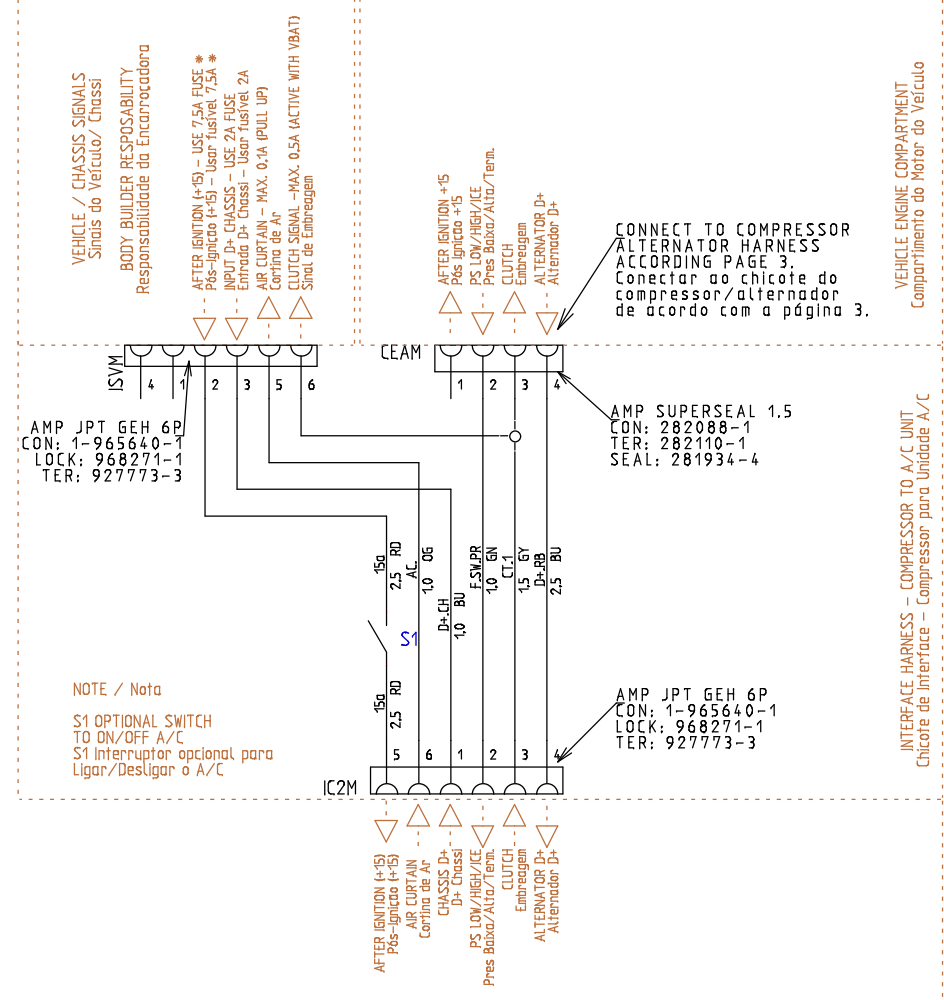 VEHICLE / CHASSIS SIGNALS
Sinais do Veículo/ Chassi
BODY BUILDER RESPOSABILITY
Responsabilidade da Encarroçadora
AFTER IGNITION (+15) - USE 7,5A FUSE *
Pós-Ignição (+15) - Usar fusível 7,5A *
INPUT D+ CHASSIS - USE 2A FUSE
Entrada D+ Chassi - Usar fusível 2A
AIR CURTAIN - MAX. 0,1A (PULL UP)
Cortina de Ar
CLUTCH SIGNAL -MAX. 0,5A (ACTIVE WITH VBAT)
Sinal de Embreagem
AFTER IGNITION +15
Pós Ignição +15
PS LOW/HIGH/ICE
Pres Baixa/Alta/Term.
CLUTCH
Embreagem
ALTERNATOR D+
Alternador D+
CONNECT TO COMPRESSOR
ALTERNATOR HARNESS
ACCORDING PAGE 3.
Conectar ao chicote do
compressor/alternador
de acordo com a página 3.
VEHICLE ENGINE COMPARTMENT
Compartimento do Motor do Veículo
ISVM
4 1 2 3 5 6
CEAM
1 2 3 4
AMP JPT GEH 6P
CON: 1-965640-1
LOCK: 968271-1
TER: 927773-3
AMP SUPERSEAL 1,5
CON: 282088-1
TER: 282110-1
SEAL: 281934-4
15a
2,5 RD
AC.
1,0 OG
D+.CH
1,0 BU
F.SW.PR
1,0 GN
CT.1
1,5 GY
D+.RB
2,5 BU
S1
15a
2,5 RD
INTERFACE HARNESS - COMPRESSOR TO A/C UNIT
Chicote de Interface - Compressor para Unidade A/C
NOTE / Nota
S1 OPTIONAL SWITCH
TO ON/OFF A/C
S1 Interruptor opcional para
Ligar/Desligar o A/C
AMP JPT GEH 6P
CON: 1-965640-1
LOCK: 968271-1
TER: 927773-3
5 6 1 2 3 4
IC2M
AFTER IGNITION (+15)
Pós-Ignição (+15)
AIR CURTAIN
Cortina de Ar
CHASSIS D+
D+ Chassi
PS LOW/HIGH/ICE
Pres Baixa/Alta/Term.
CLUTCH
Embreagem
ALTERNATOR D+
Alternador D+